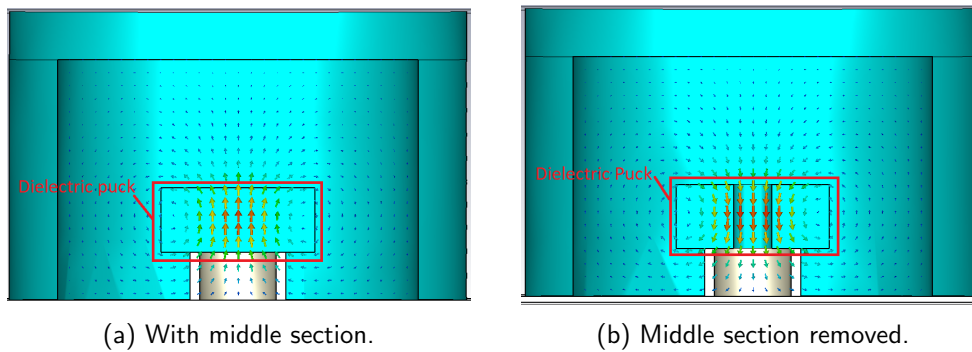 Dielectric puck
Dielectric Puck
(a) With middle section.
(b) Middle section removed.